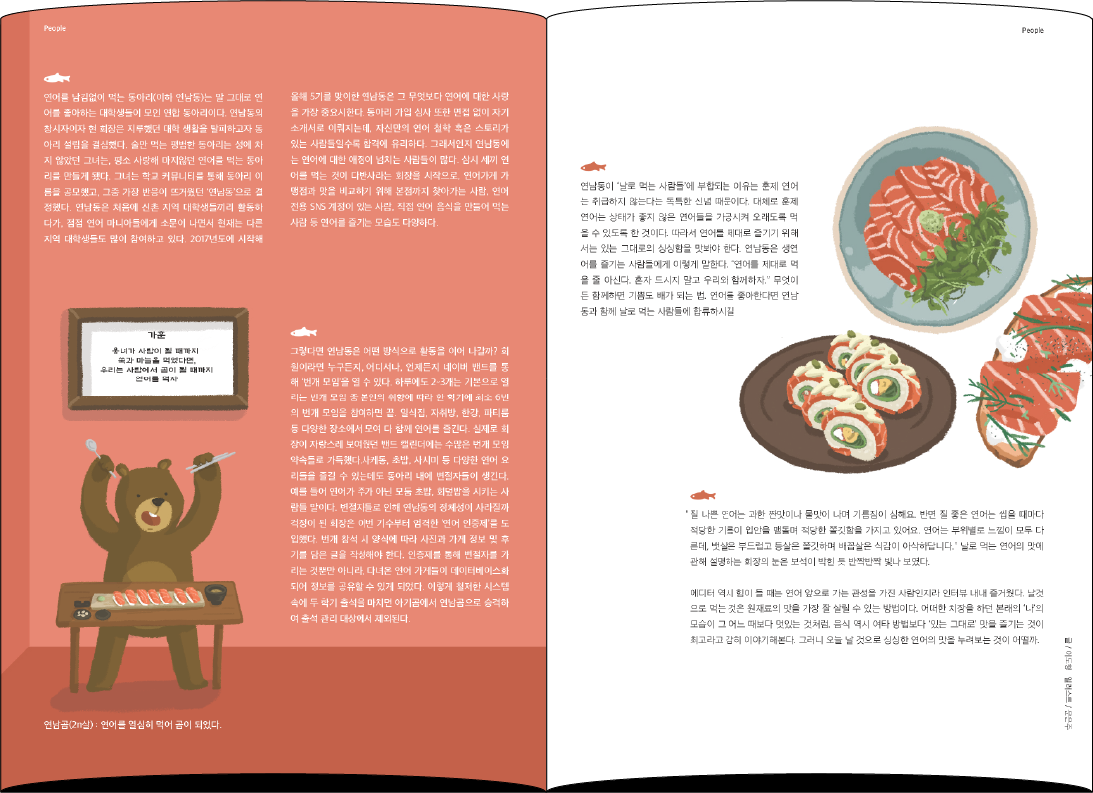 People
연어를 남김없이 먹는 동아리(이하 연남동)는 말 그대로 연
어를 좋아하는 대학생들이 모인 연합 동아리이다. 연남동의
창시자이자 현 회장은 지루했던 대학 생활을 탈피하고자 동
아리 설립을 결심했다. 술만 먹는 평범한 동아리는 성에 차
지 않았던 그녀는, 평소 사랑해 마지않던 연어를 먹는 동아
리를 만들게 됐다. 그녀는 학교 커뮤니티를 통해 동아리 이
름을 공모했고, 그중 가장 반응이 뜨거웠던 '연남동'으로 결
정했다. 연남동은 처음에 신촌 지역 대학생들끼리 활동하
다가, 점점 연어 마니아들에게 소문이 나면서 현재는 다른
지역 대학생들도 많이 참여하고 있다. 2017년도에 시작해
올해 5기를 맞이한 연남동은 그 무엇보다 연어에 대한 사랑
을 가장 중요시한다. 동아리 가입 심사 또한 면접 없이 자기
소개서로 이뤄지는데, 자신만의 연어 철학 혹은 스토리가
있는 사람들일수록 합격에 유리하다. 그래서인지 연남동에
는 연어에 대한 애정이 넘치는 사람들이 많다. 삼시 세끼 연
어를 먹는 것이 다반사라는 회장을 시작으로, 연어가게 가
맹점과 맛을 비교하기 위해 본점까지 찾아가는 사람, 연어
전용 SNS 계정이 있는 사람, 직접 연어 음식을 만들어 먹는
사람 등 연어를 즐기는 모습도 다양하다.
가훈
웅녀가 사람이 될 때까지
쑥과 마늘을 먹었다면,
우리는 사람에서 곰이 될 때까지
연어를 먹자
그렇다면 연남동은 어떤 방식으로 활동을 이어 나갈까? 회
원이라면 누구든지, 어디서나, 언제든지 네이버 밴드를 통
해 '번개 모임'을 열 수 있다. 하루에도 2-3개는 기본으로 열
리는 번개 모임 중 본인의 취향에 따라 한 학기에 최소 6번
의 번개 모임을 참여하면 끝. 일식집, 자취방, 한강, 파티룸
등 다양한 장소에서 모여 다 함께 연어를 즐긴다. 실제로 회
장이 자랑스레 보여줬던 밴드 캘린더에는 수많은 번개 모임
약속들로 가득했다.사케동, 초밥, 사시미 등 다양한 연어 요
리들을 즐길 수 있는데도 동아리 내에 변절자들이 생긴다.
예를 들어 연어가 주가 아닌 모둠 초밥, 회덮밥을 시키는 사
람들 말이다. 변절자들로 인해 연남동의 정체성이 사라질까
걱정이 된 회장은 이번 기수부터 엄격한 '연어 인증제'를 도
입했다. 번개 참석 시 양식에 따라 사진과 가게 정보 및 후
기를 담은 글을 작성해야 한다. 인증제를 통해 변절자를 가
리는 것뿐만 아니라, 다녀온 연어 가게들이 데이터베이스화
되어 정보를 공유할 수 있게 되었다. 이렇게 철저한 시스템
속에 두 학기 출석을 마치면 아기곰에서 연남곰으로 승격하
여 출석 관리 대상에서 제외된다.
연남곰(2n살) : 연어를 열심히 먹어 곰이 되었다.
People
연남동이 '날로 먹는 사람들'에 부합되는 이유는 훈제 연어
는 취급하지 않는다는 독특한 신념 때문이다. 대체로 훈제
연어는 상태가 좋지 않은 연어들을 가공시켜 오래도록 먹
을 수 있도록 한 것이다. 따라서 연어를 제대로 즐기기 위해
서는 있는 그대로의 싱싱함을 맛봐야 한다. 연남동은 생연
어를 즐기는 사람들에게 이렇게 말한다. "연어를 제대로 먹
을 줄 아신다. 혼자 드시지 말고 우리와 함께하자." 무엇이
든 함께하면 기쁨도 배가 되는 법. 연어를 좋아한다면 연남
동과 함께 날로 먹는 사람들에 합류하시길
"질 나쁜 연어는 과한 짠맛이나 물맛이 나며 기름짐이 심해요. 반면 질 좋은 연어는 씹을 때마다
적당한 기름이 입안을 맴돌며 적당한 쫄깃함을 가지고 있어요. 연어는 부위별로 느낌이 모두 다
른데, 뱃살은 부드럽고 등살은 쫄깃하며 배꼽살은 식감이 아삭하답니다." 날로 먹는 연어의 맛에
관해 설명하는 회장의 눈은 보석이 박힌 듯 반짝반짝 빛나 보였다.
에디터 역시 힘이 들 때는 연어 앞으로 가는 관성을 가진 사람인지라 인터뷰 내내 즐거웠다. 날것
으로 먹는 것은 원재료의 맛을 가장 잘 살릴 수 있는 방법이다. 어떠한 치장을 하던 본래의 '나'의
모습이 그 어느 때보다 멋있는 것처럼, 음식 역시 여타 방법보다 '있는 그대로' 맛을 즐기는 것이
최고라고 감히 이야기해본다. 그러니 오늘 날 것으로 싱싱한 연어의 맛을 누려보는 것이 어떨까.